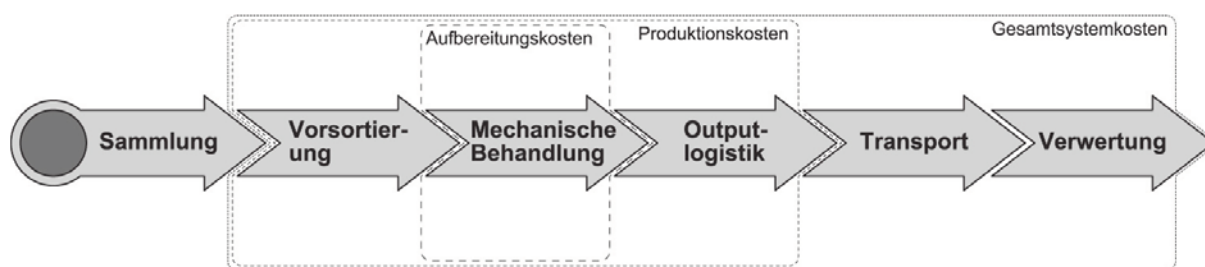 Aufbereitungskosten
Produktionskosten
Gesamtsystemkosten
Sammlung
Vorsortier-
ung
Mechanische
Behandlung
Output-
logistik
Transport
Verwertung